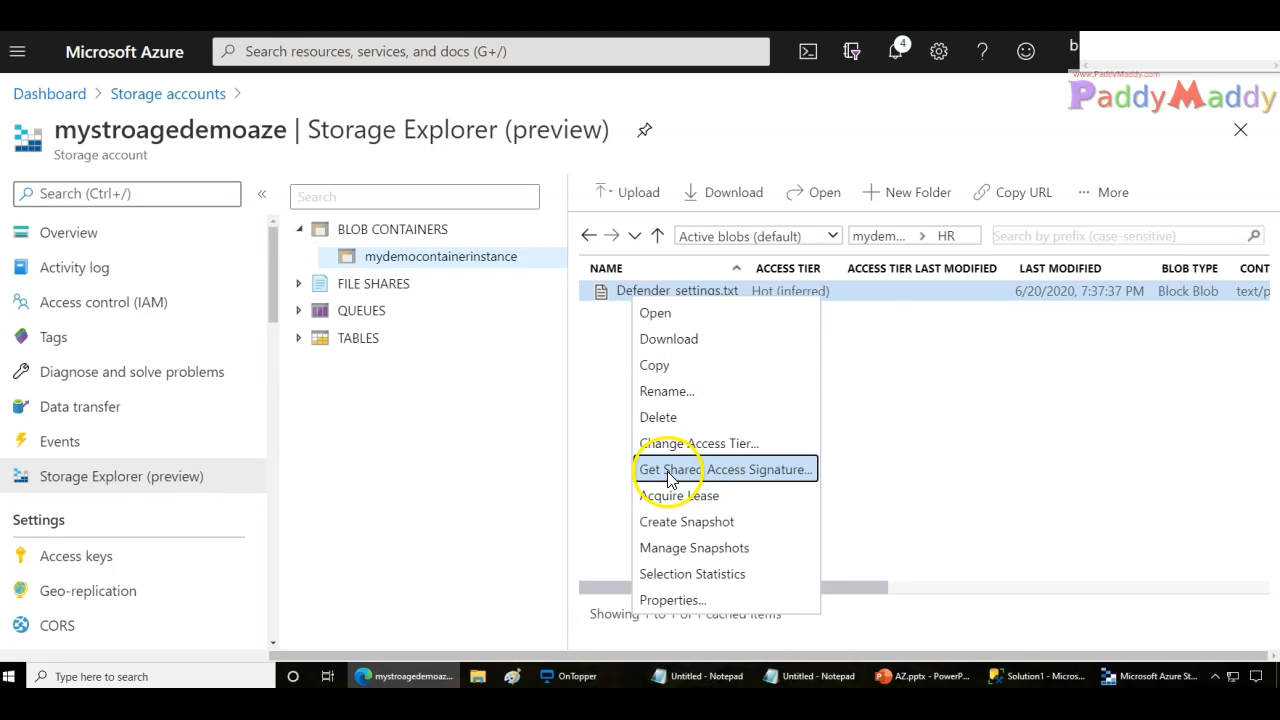 Microsoft Azure
Search resources, services, and docs (G+/)
4
b
www.PaddyMaddy.com
PaddyMaddy
Dashboard > Storage accounts >
mystroagedemoaze | Storage Explorer (preview)
Storage account
Search (Ctrl+/)
«
Overview
Activity log
Access control (IAM)
Tags
Diagnose and solve problems
Data transfer
Events
Storage Explorer (preview)
Settings
Access keys
Geo-replication
CORS
Search
BLOB CONTAINERS
mydemocontainerinstance
FILE SHARES
QUEUES
TABLES
Upload Download Open New Folder Copy URL ··· More
Active blobs (default) mydem... > HR Search by prefix (case-sensitive)
NAME ACCESS TIER ACCESS TIER LAST MODIFIED LAST MODIFIED BLOB TYPE CONT
Defender_settings.txt Hot (inferred) 6/20/2020, 7:37:37 PM Block Blob text/p
Open
Download
Copy
Rename...
Delete
Change Access Tier...
Get Shared Access Signature...
Acquire Lease
Create Snapshot
Manage Snapshots
Selection Statistics
Properties...
Showing 1 to 1 of 1 cached items
Type here to search
mystroagedemoaz...
OnTopper
Untitled - Notepad
Untitled - Notepad
AZ.pptx - PowerP...
Solution1 - Micros...
Microsoft Azure St...